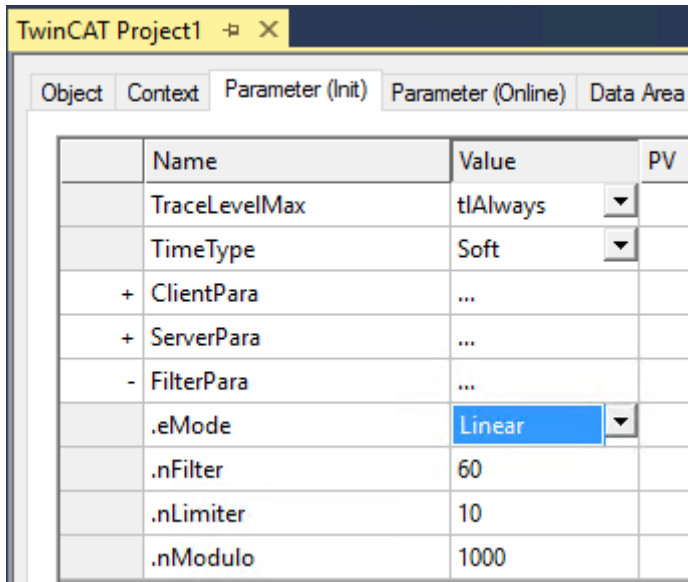 TwinCAT Project1
Object Context Parameter (Init) Parameter (Online) Data Area
Name Value PV
TraceLevelMax tlAlways
TimeType Soft
+ ClientPara ...
+ ServerPara ...
- FilterPara ...
.eMode Linear
.nFilter 60
.nLimiter 10
.nModulo 1000